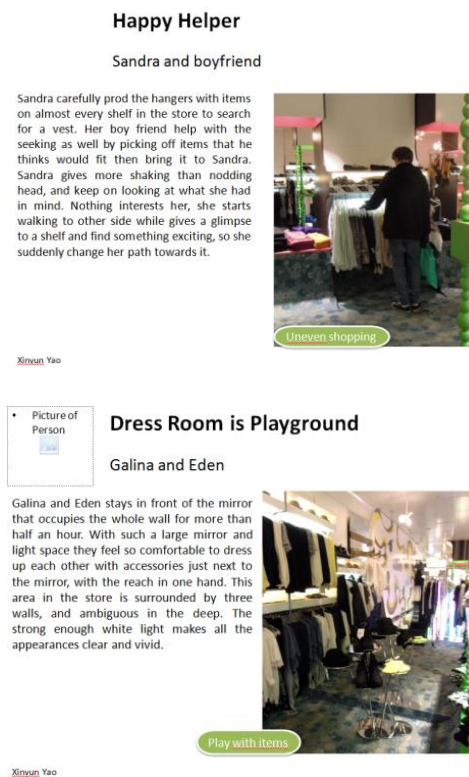 Happy Helper
Sandra and boyfriend
Sandra carefully prod the hangers with items
on almost every shelf in the store to search
for a vest. Her boy friend help with the
seeking as well by picking off items that he
thinks would fit then bring it to Sandra.
Sandra gives more shaking than nodding
head, and keep on looking at what she had
in mind. Nothing interests her, she starts
walking to other side while gives a glimpse
to a shelf and find something exciting, so she
suddenly change her path towards it.
Uneven shopping
Xinyun Yao
• Picture of
Person
Dress Room is Playground
Galina and Eden
Galina and Eden stays in front of the mirror
that occupies the whole wall for more than
half an hour. With such a large mirror and
light space they feel so comfortable to dress
up each other with accessories just next to
the mirror, with the reach in one hand. This
area in the store is surrounded by three
walls, and ambiguous in the deep. The
strong enough white light makes all the
appearances clear and vivid.
Play with items
Xinyun Yao